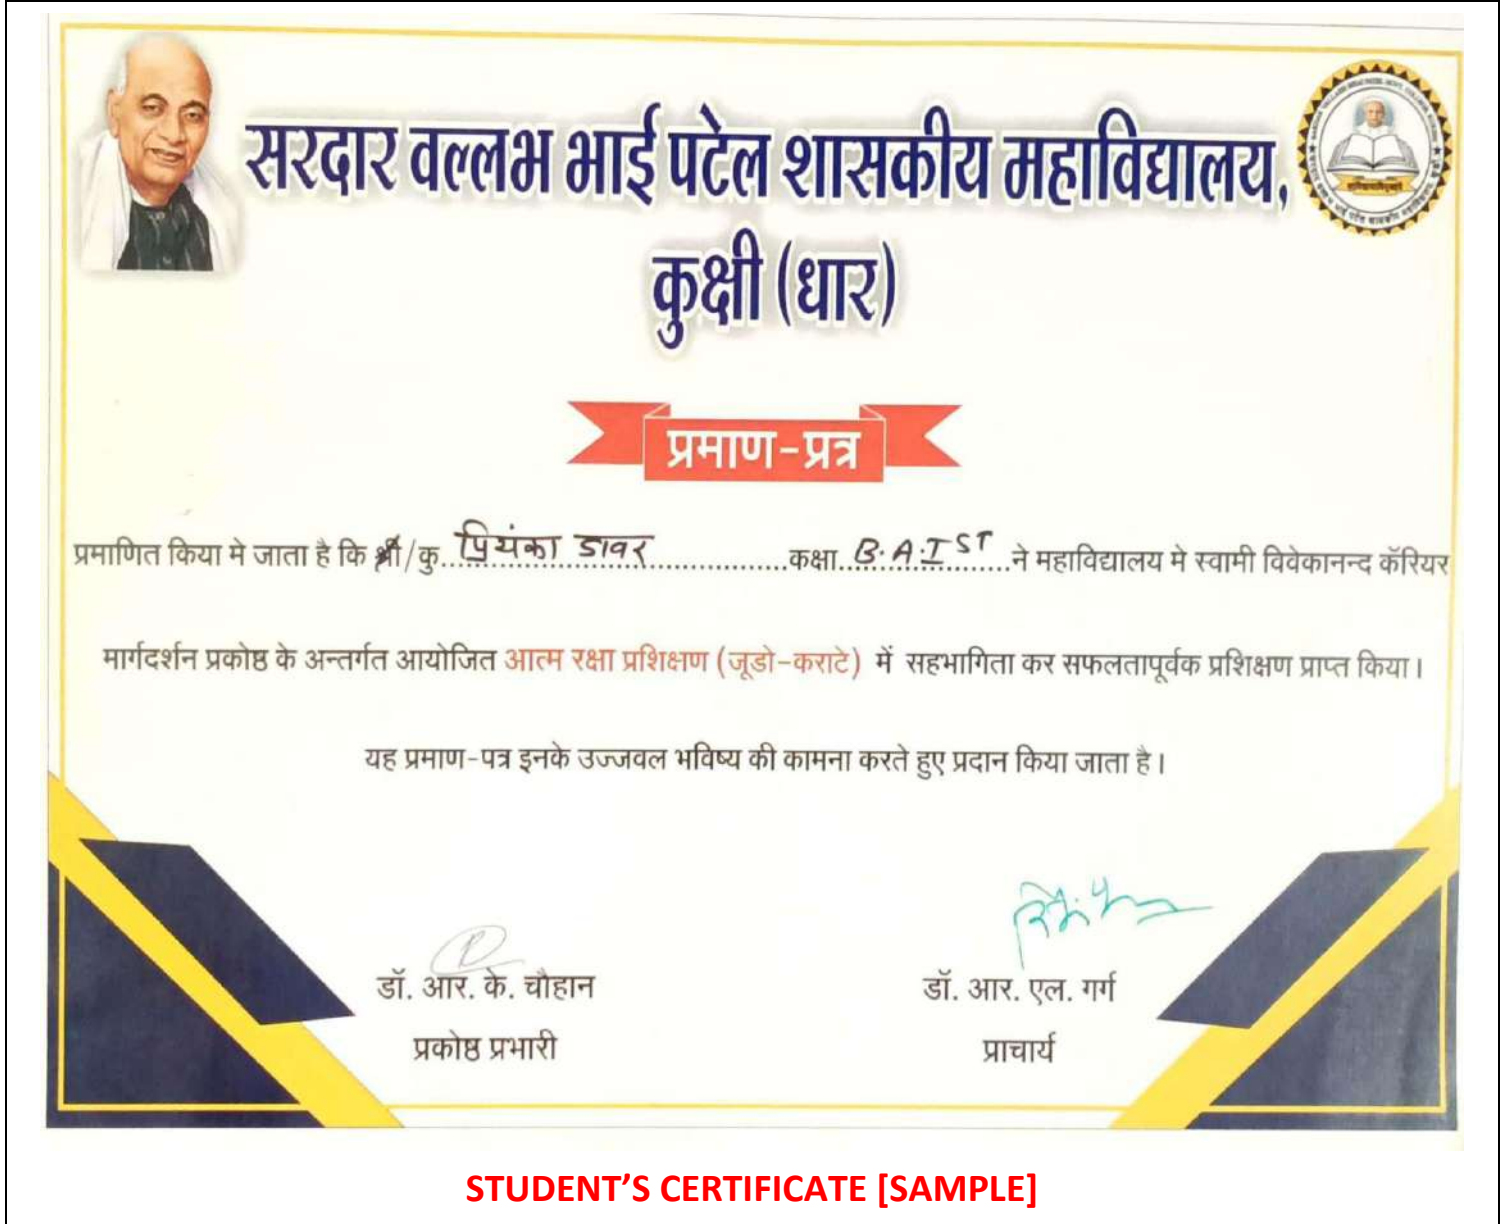 सरदार वल्लभ भाई पटेल शासकीय महाविद्यालय,
कुक्षी (धार)
प्रमाण-पत्र
प्रमाणित किया मे जाता है कि श्री/कु. प्रियंका डावर कक्षा B.A.I ST ने महाविद्यालय मे स्वामी विवेकानन्द कॅरियर
मार्गदर्शन प्रकोष्ठ के अन्तर्गत आयोजित आत्म रक्षा प्रशिक्षण (जूडो-कराटे) में सहभागिता कर सफलतापूर्वक प्रशिक्षण प्राप्त किया।
यह प्रमाण-पत्र इनके उज्जवल भविष्य की कामना करते हुए प्रदान किया जाता है।
डॉ. आर. के. चौहान
प्रकोष्ठ प्रभारी
डॉ. आर. एल. गर्ग
प्राचार्य
STUDENT’S CERTIFICATE [SAMPLE]